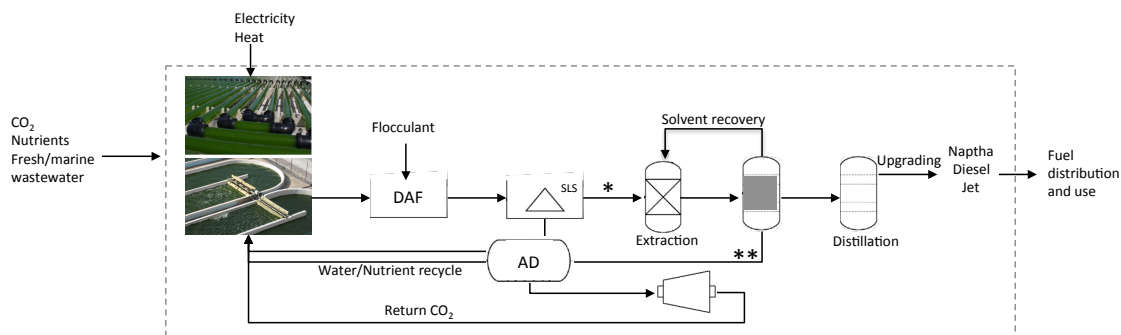 Electricity
Heat
CO₂
Nutrients
Fresh/marine
wastewater
Flocculant
DAF
SLS
*
Solvent recovery
Extraction
**
Upgrading
Distillation
Naptha
Diesel
Jet
Fuel
distribution
and use
AD
Water/Nutrient recycle
Return CO₂